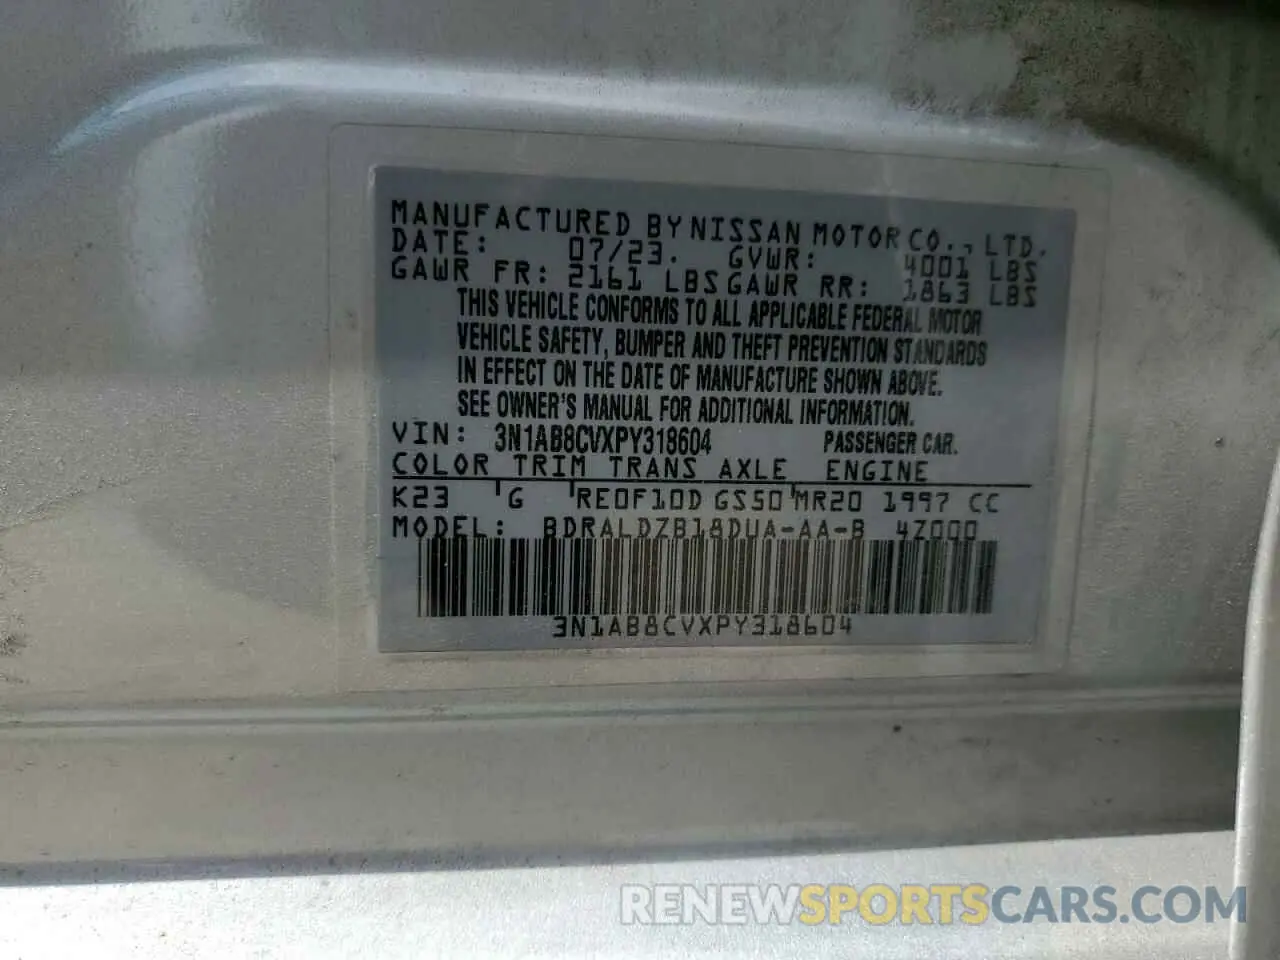 MANUFACTURED BY NISSAN MOTOR CO., LTD.
DATE: 07/23. GVWR: 4001 LBS
GAWR FR: 2161 LBS GAWR RR: 1863 LBS
THIS VEHICLE CONFORMS TO ALL APPLICABLE FEDERAL MOTOR
VEHICLE SAFETY, BUMPER AND THEFT PREVENTION STANDARDS
IN EFFECT ON THE DATE OF MANUFACTURE SHOWN ABOVE.
SEE OWNER'S MANUAL FOR ADDITIONAL INFORMATION.
VIN: 3N1AB8CVXPY318604 PASSENGER CAR.
COLOR TRIM TRANS AXLE ENGINE
K23 G RE0F10D GS50 MR20 1997 CC
MODEL: BDRALDZB18DUA-AA-B 4Z000
3N1AB8CVXPY318604
RENEWSPORTSCARS.COM